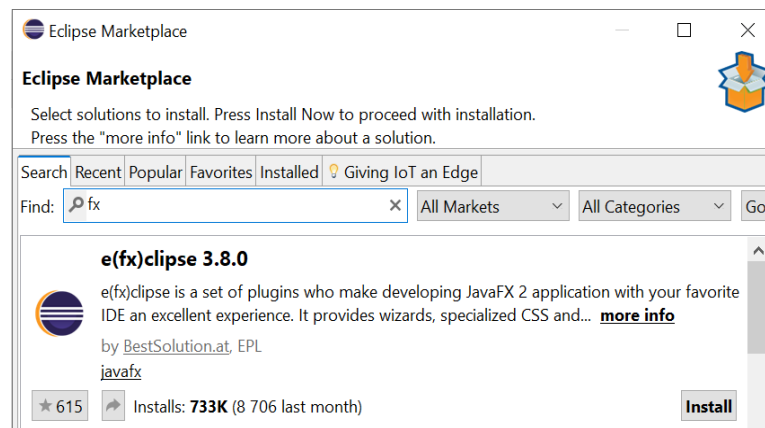 Eclipse Marketplace
Eclipse Marketplace
Select solutions to install. Press Install Now to proceed with installation.
Press the "more info" link to learn more about a solution.
Search Recent Popular Favorites Installed Giving IoT an Edge
Find: fx All Markets All Categories Go
e(fx)clipse 3.8.0
e(fx)clipse is a set of plugins who make developing JavaFX 2 application with your favorite
IDE an excellent experience. It provides wizards, specialized CSS and... more info
by BestSolution.at, EPL
javafx
615 Installs: 733K (8 706 last month) Install